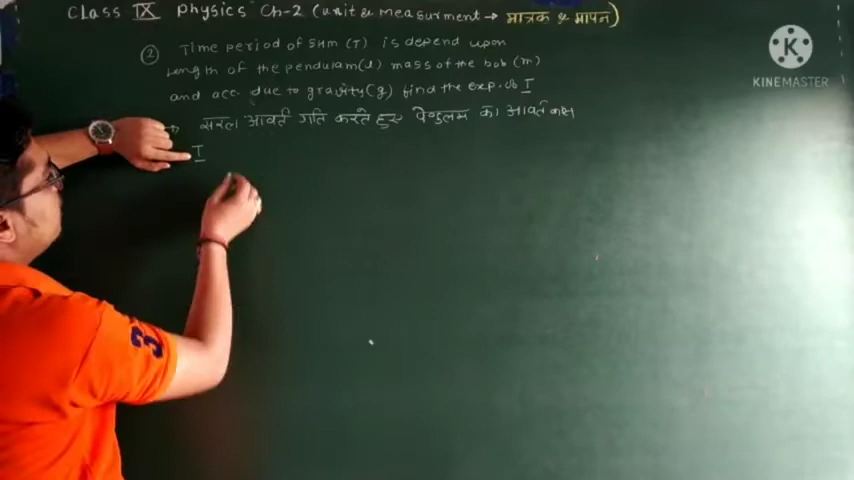 Class IX Physics Ch-2 (unit & measurment → मात्रक & मापन)
② Time period of SHM (T) is depend upon
Length of the pendulam(l) mass of the bob (m)
and acc. due to gravity(g) find the exp. of T
→ सरल आवर्त गति करते हुए पेण्डुलम का आवर्तकाल
T
3
K
KINEMASTER